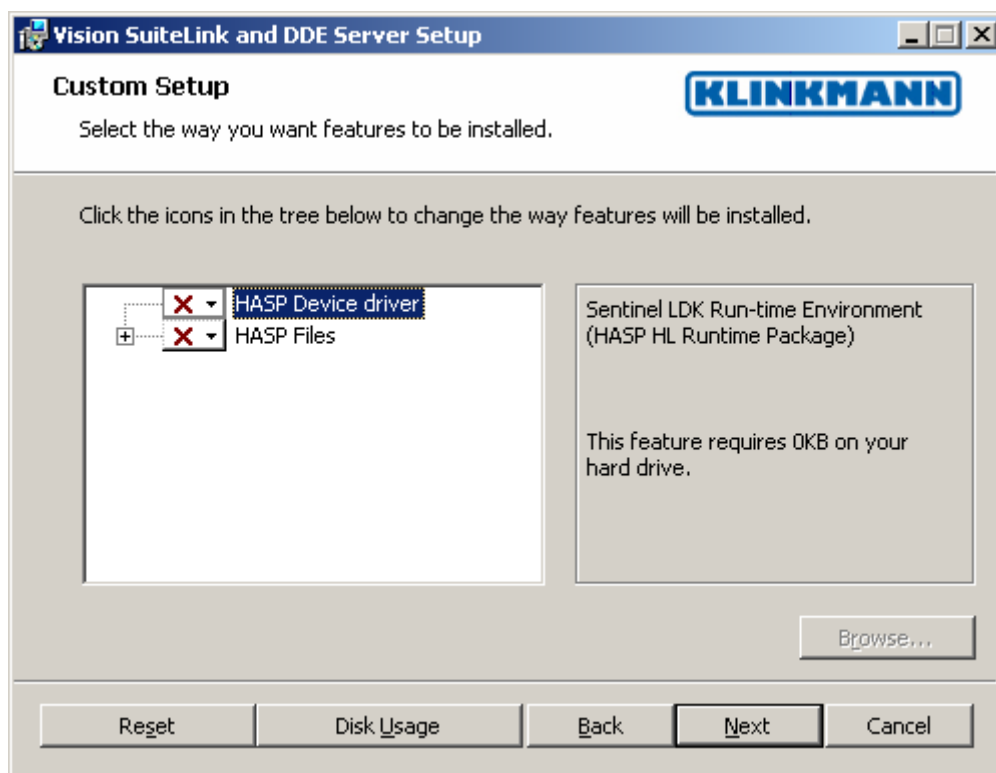 Vision SuiteLink and DDE Server Setup
Custom Setup
KLINKMANN
Select the way you want features to be installed.
Click the icons in the tree below to change the way features will be installed.
HASP Device driver
HASP Files
Sentinel LDK Run-time Environment
(HASP HL Runtime Package)
This feature requires 0KB on your
hard drive.
Browse...
Reset
Disk Usage
Back
Next
Cancel